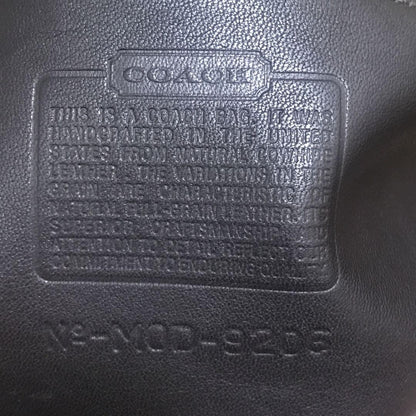 COACH
THIS IS A COACH BAG. IT WAS
HANDCRAFTED IN THE UNITED
STATES FROM NATURAL COWHIDE
LEATHER. THE VARIATIONS IN THE
GRAIN ARE CHARACTERISTIC OF
FULL-GRAIN LEATHER. ITS
SUPERIOR CRAFTSMANSHIP AND
ATTENTION TO DETAIL REFLECT OUR
COMMITMENT TO ENDURING QUALITY.
Nº-MOD-9206